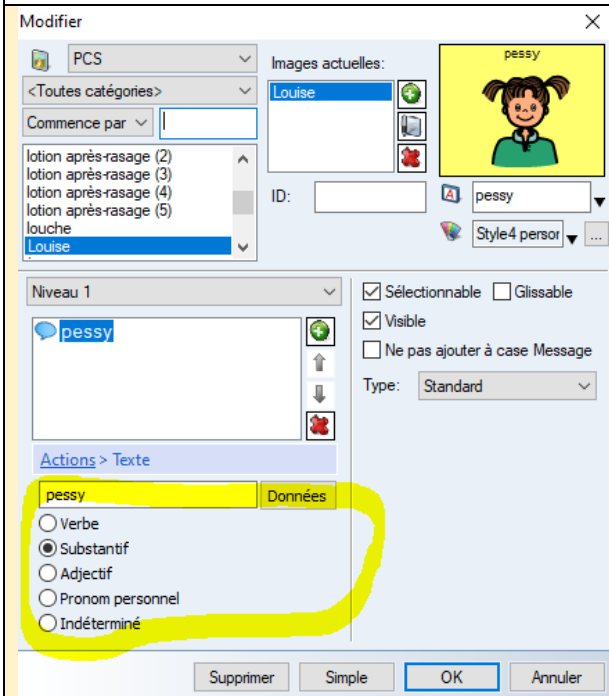 Modifier
PCS
<Toutes catégories>
Commence par
lotion après-rasage (2)
lotion après-rasage (3)
lotion après-rasage (4)
lotion après-rasage (5)
louche
Louise
Images actuelles:
Louise
ID:
pessy
pessy
Style4 person
...
Niveau 1
pessy
Actions > Texte
pessy
Données
Verbe
Substantif
Adjectif
Pronom personnel
Indéterminé
Sélectionnable
Glissable
Visible
Ne pas ajouter à case Message
Type: Standard
Supprimer
Simple
OK
Annuler